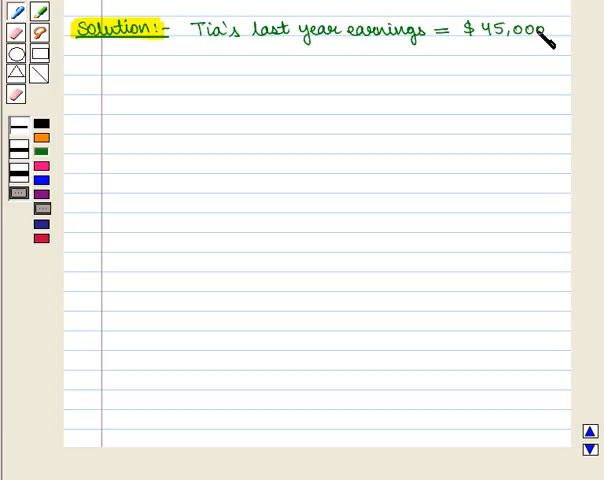 Solution:- Tia's last year earnings = $45,000